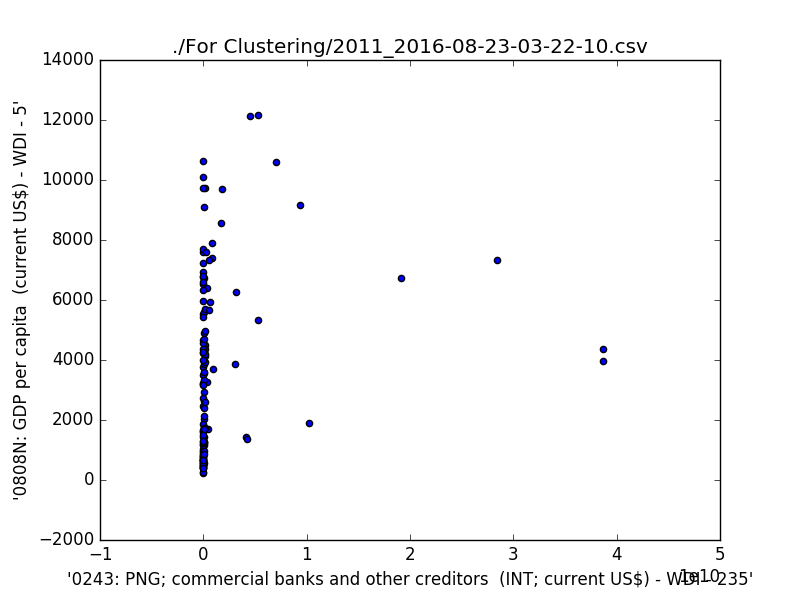 ./For Clustering/2011_2016-08-23-03-22-10.csv
14000
12000
10000
8000
6000
4000
2000
0
−2000
'0808N: GDP per capita  (current US$) - WDI - 5'
−1 0 1 2 3 4 5
1e10
'0243: PNG; commercial banks and other creditors  (INT; current US$) - WDI - 235'